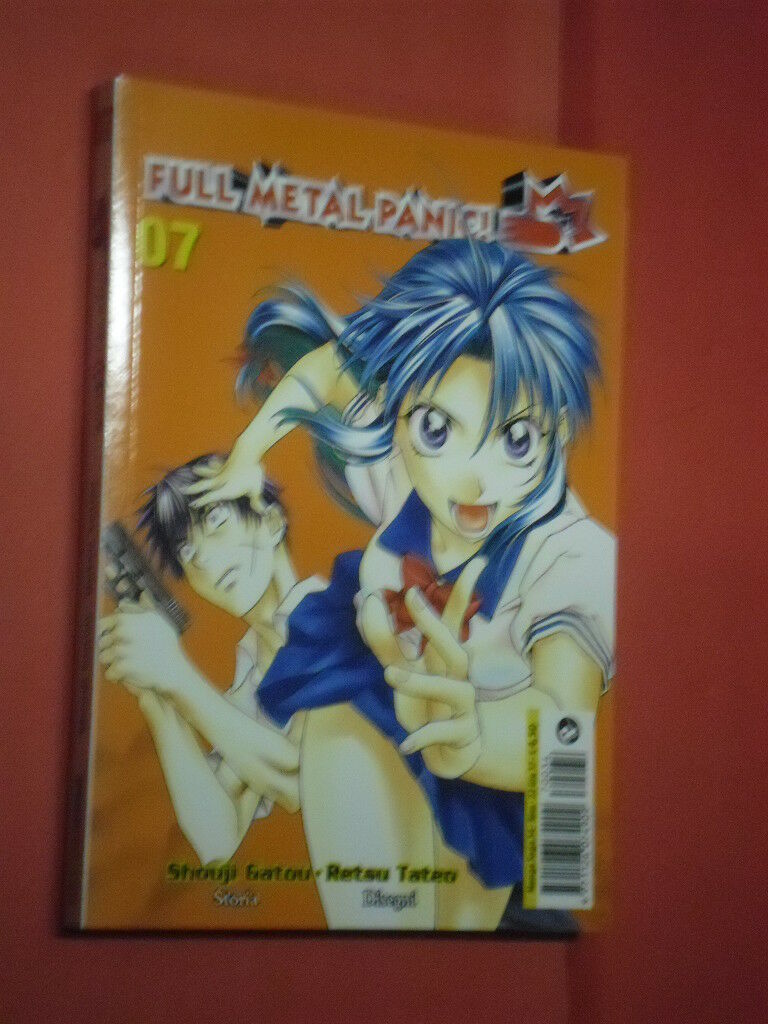 FULL METAL PANIC!
07
Shouji Gatou • Retsu Tateo
Storia Disegni